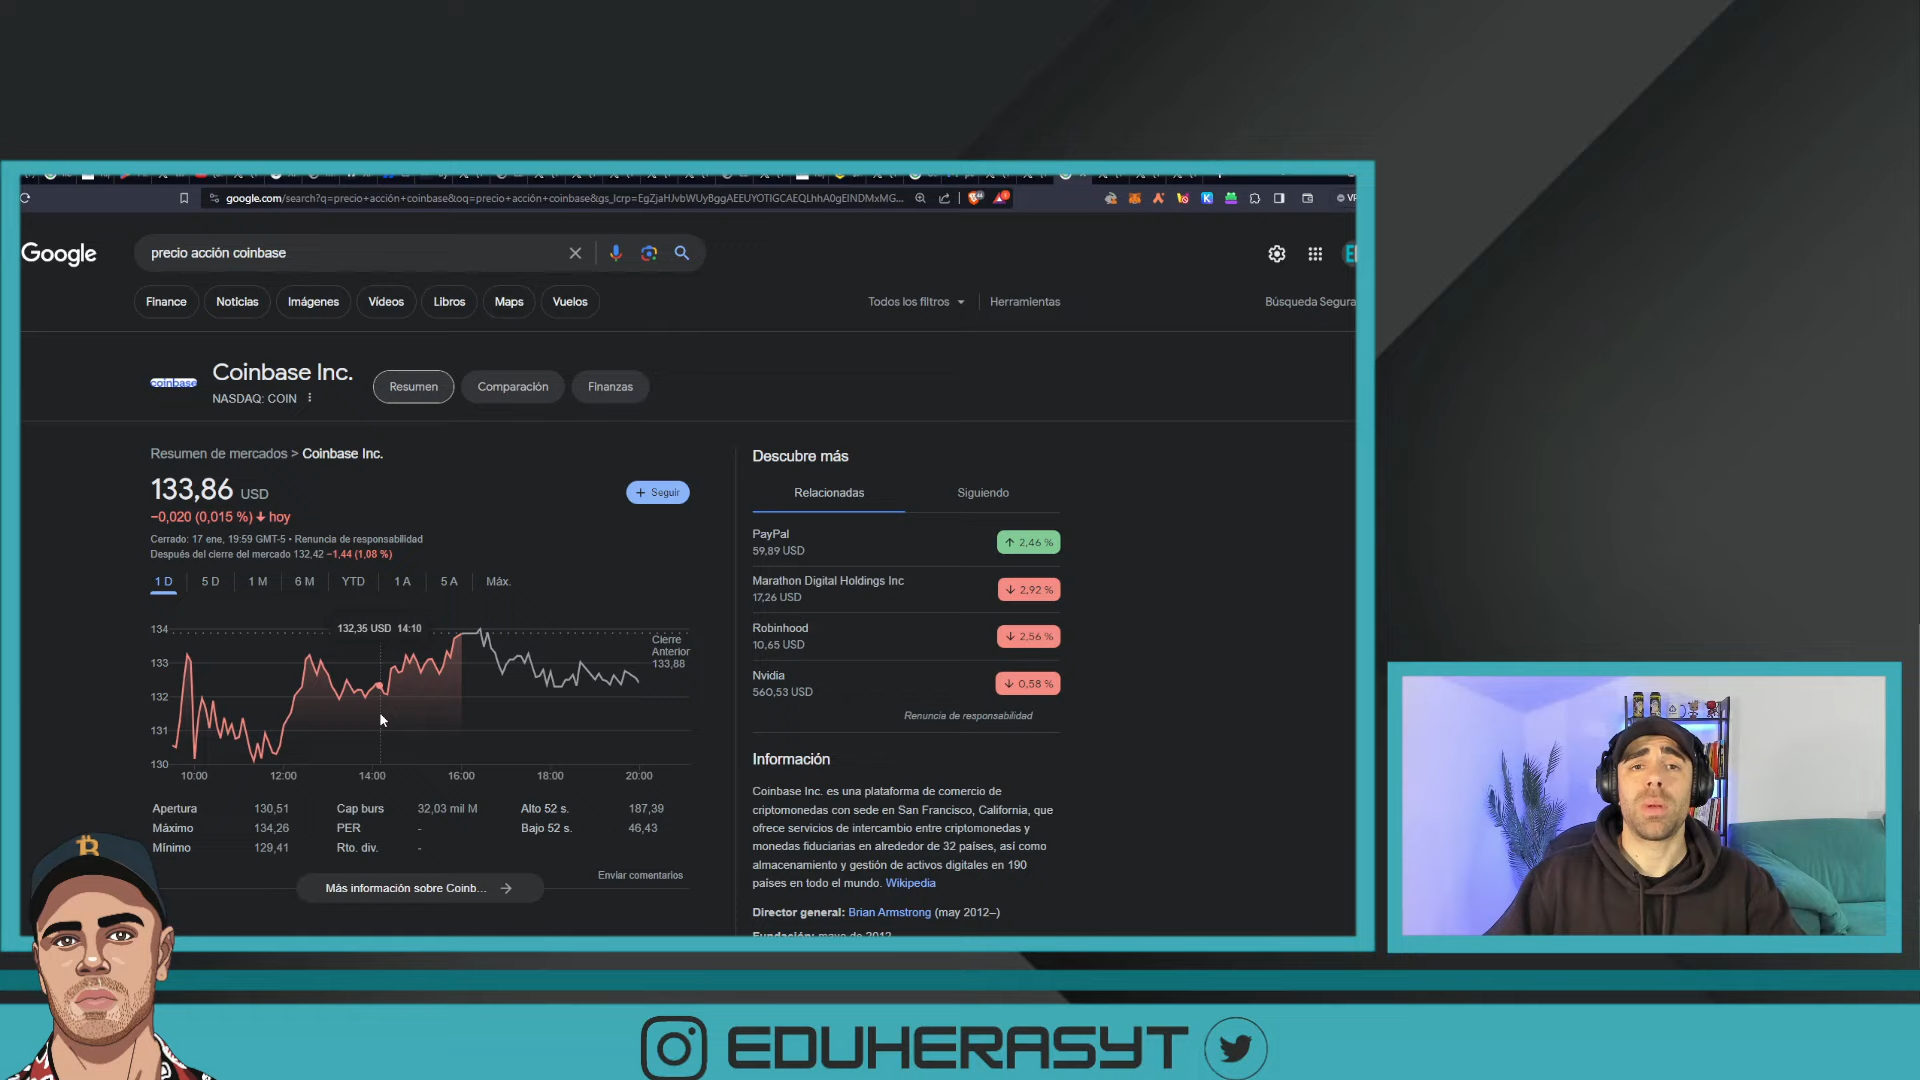 google.com/search?q=precio+acción+coinbase&oq=precio+acción+coinbase&gs_lcrp=EgZjaHJvbWUyBggAEEUYOTIGCAEQLhhA0gEINDMxMG...
Google
precio acción coinbase
Finance
Noticias
Imágenes
Vídeos
Libros
Maps
Vuelos
Todos los filtros
Herramientas
Búsqueda Segura
coinbase
Coinbase Inc.
NASDAQ: COIN
Resumen
Comparación
Finanzas
Resumen de mercados > Coinbase Inc.
133,86 USD
+ Seguir
−0,020 (0,015 %) ↓ hoy
Cerrado: 17 ene, 19:59 GMT-5 • Renuncia de responsabilidad
Después del cierre del mercado 132,42 −1,44 (1,08 %)
1 D
5 D
1 M
6 M
YTD
1 A
5 A
Máx.
132,35 USD 14:10
134
133
132
131
130
Cierre
Anterior
133,88
10:00
12:00
14:00
16:00
18:00
20:00
Apertura 130,51
Máximo 134,26
Mínimo 129,41
Cap burs 32,03 mil M
PER -
Rto. div. -
Alto 52 s. 187,39
Bajo 52 s. 46,43
Más información sobre Coinb... →
Enviar comentarios
Descubre más
Relacionadas
Siguiendo
PayPal
59,89 USD
↑ 2,46 %
Marathon Digital Holdings Inc
17,26 USD
↓ 2,92 %
Robinhood
10,65 USD
↓ 2,56 %
Nvidia
560,53 USD
↓ 0,58 %
Renuncia de responsabilidad
Información
Coinbase Inc. es una plataforma de comercio de
criptomonedas con sede en San Francisco, California, que
ofrece servicios de intercambio entre criptomonedas y
monedas fiduciarias en alrededor de 32 países, así como
almacenamiento y gestión de activos digitales en 190
países en todo el mundo. Wikipedia
Director general: Brian Armstrong (may 2012–)
Fundación: mayo de 2012
EDUHERASYT